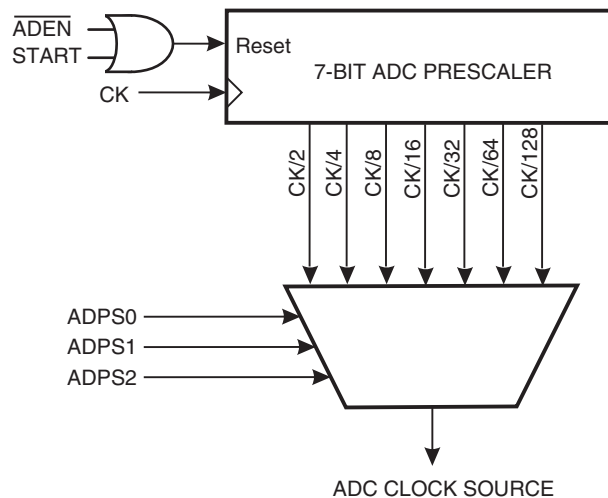 ADEN
START
Reset
7-BIT ADC PRESCALER
CK
CK/2
CK/4
CK/8
CK/16
CK/32
CK/64
CK/128
ADPS0
ADPS1
ADPS2
ADC CLOCK SOURCE